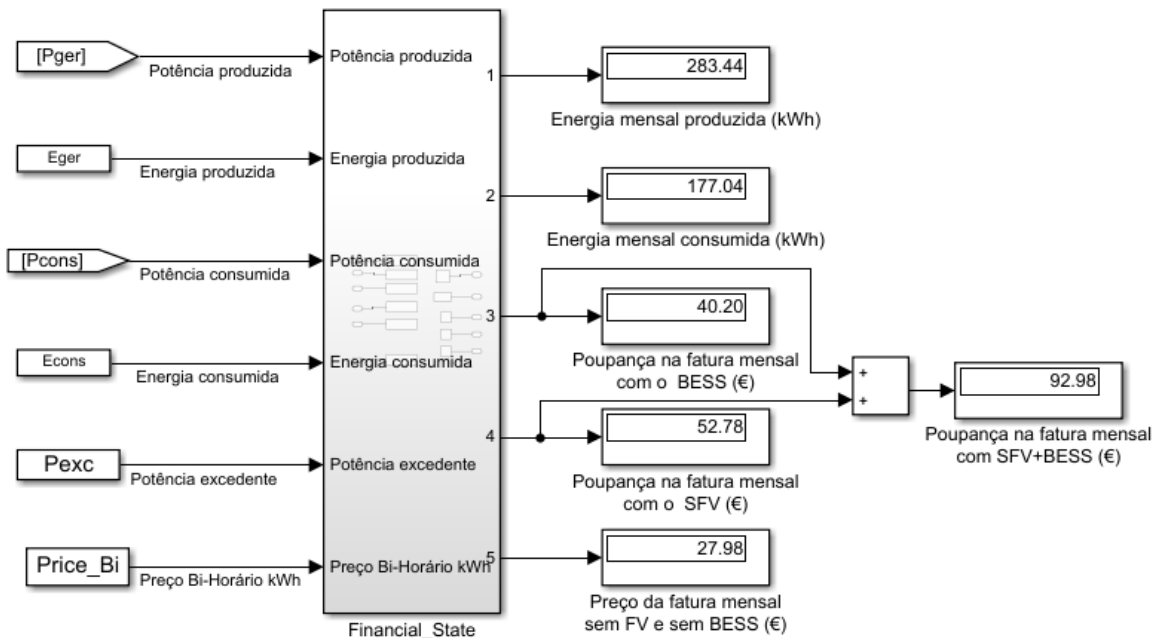 [Pger]
Potência produzida
Eger
Energia produzida
[Pcons]
Potência consumida
Econs
Energia consumida
Pexc
Potência excedente
Price_Bi
Preço Bi-Horário kWh
Potência produzida
Energia produzida
Potência consumida
Energia consumida
Potência excedente
Preço Bi-Horário kWh
1
2
3
4
5
Financial_State
283.44
Energia mensal produzida (kWh)
177.04
Energia mensal consumida (kWh)
40.20
Poupança na fatura mensal
com o BESS (€)
52.78
Poupança na fatura mensal
com o SFV (€)
27.98
Preço da fatura mensal
sem FV e sem BESS (€)
+
+
92.98
Poupança na fatura mensal
com SFV+BESS (€)